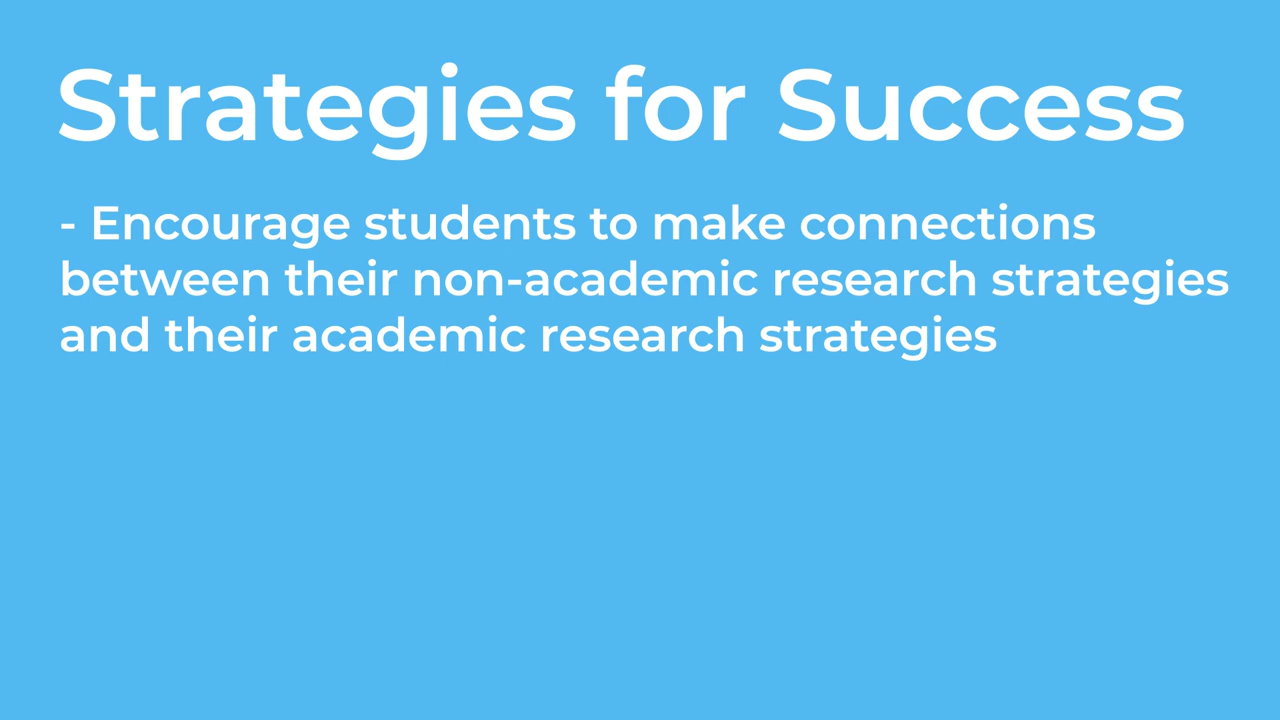 Strategies for Success
- Encourage students to make connections
between their non-academic research strategies
and their academic research strategies